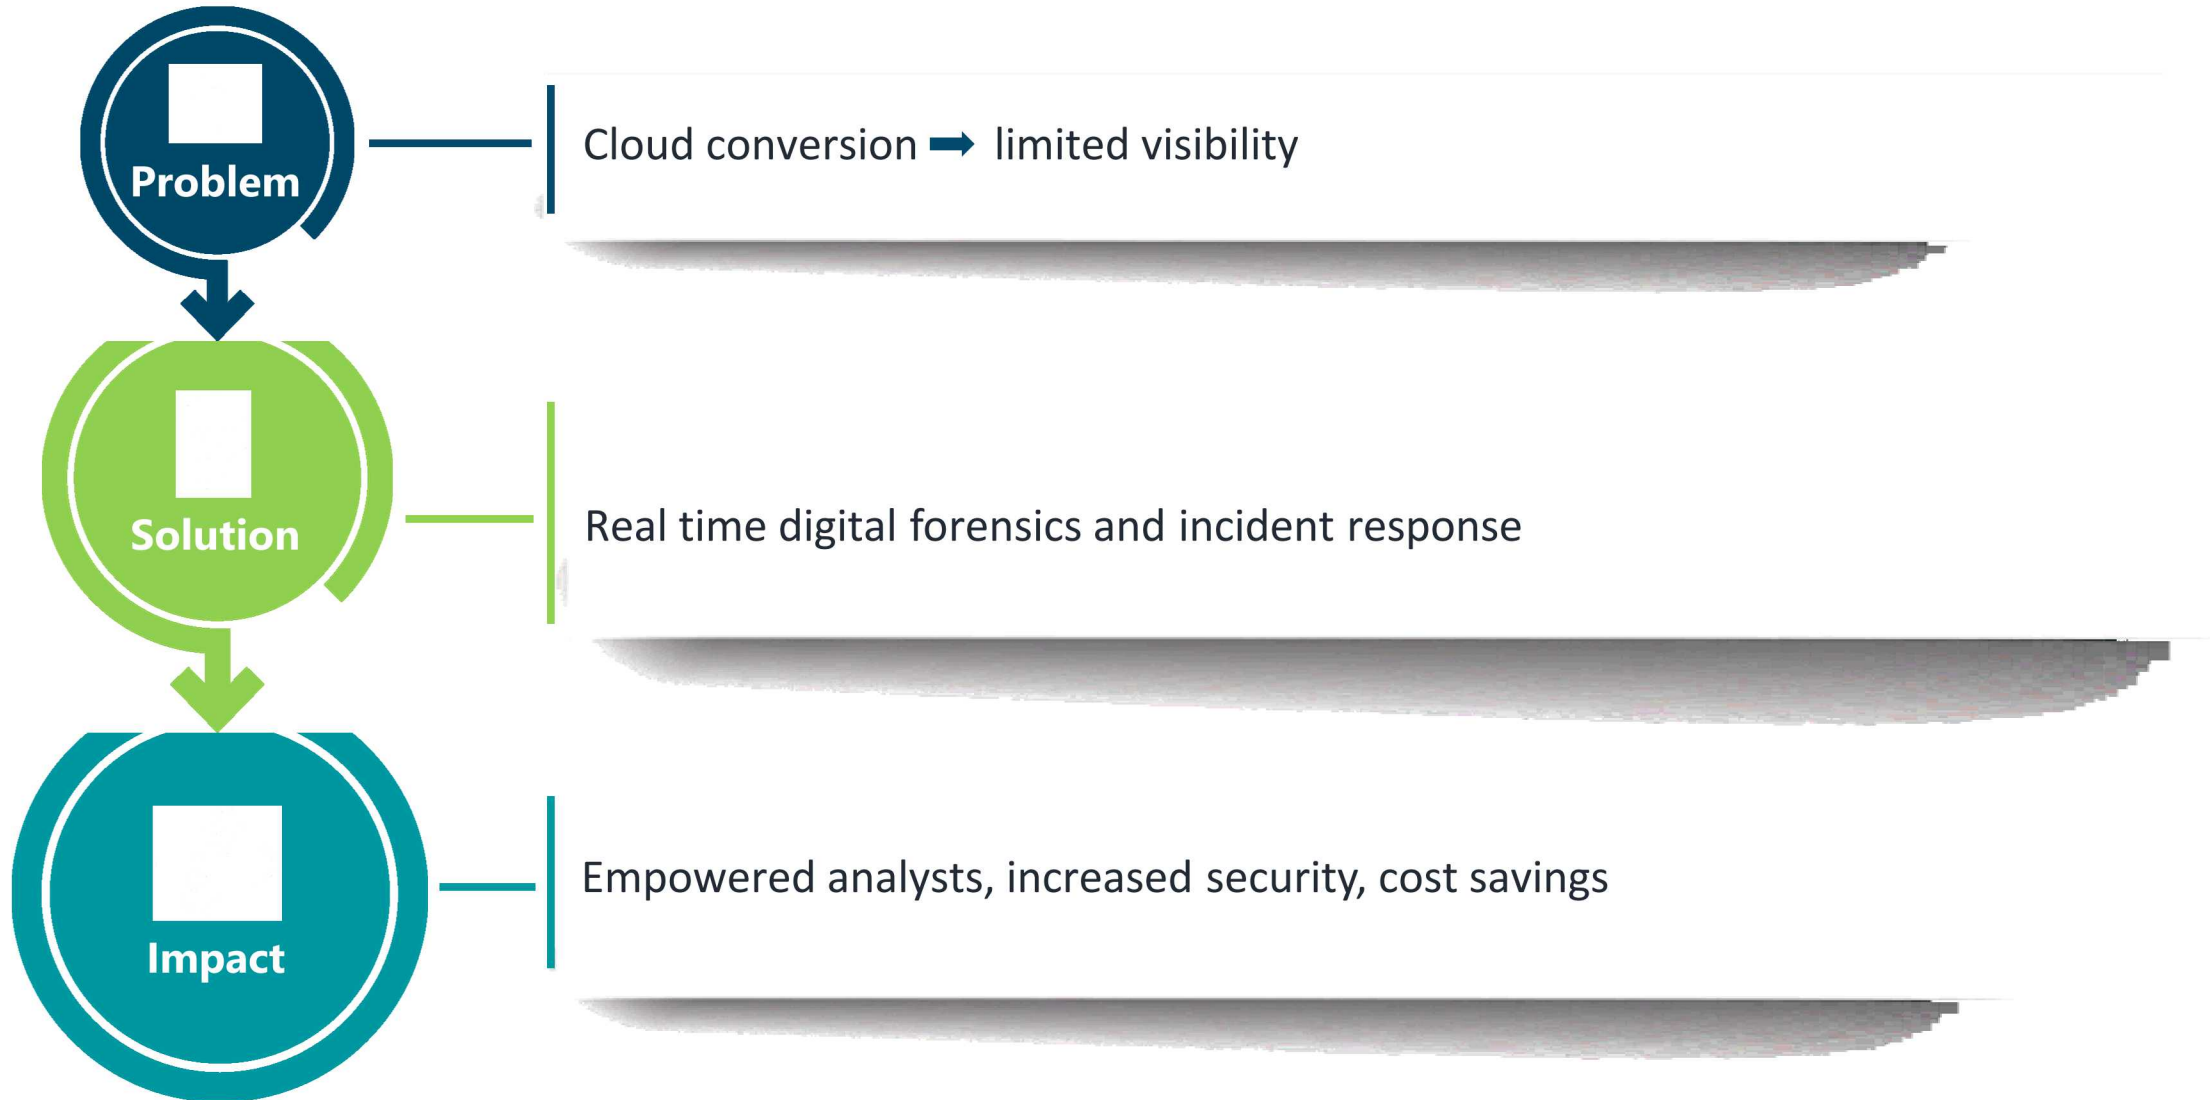 Problem
Cloud conversion ➡ limited visibility
Solution
Real time digital forensics and incident response
Impact
Empowered analysts, increased security, cost savings